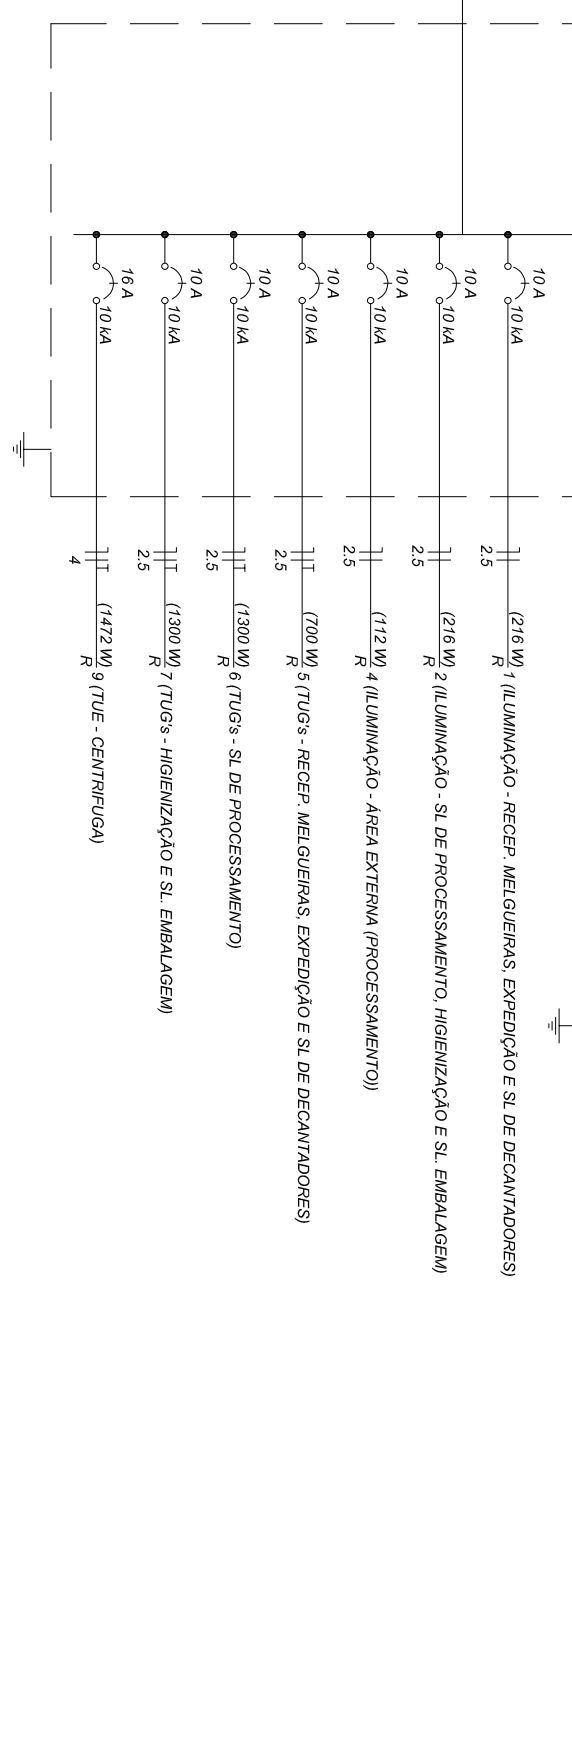 10 A
10 kA
2.5
(216 W)
R
1 (ILUMINAÇÃO - RECEP. MELGUEIRAS, EXPEDIÇÃO E SL DE DECANTADORES)
10 A
10 kA
2.5
(216 W)
R
2 (ILUMINAÇÃO - SL DE PROCESSAMENTO, HIGIENIZAÇÃO E SL. EMBALAGEM)
10 A
10 kA
2.5
(112 W)
R
4 (ILUMINAÇÃO - ÁREA EXTERNA (PROCESSAMENTO))
10 A
10 kA
2.5
(700 W)
R
5 (TUG's - RECEP. MELGUEIRAS, EXPEDIÇÃO E SL DE DECANTADORES)
10 A
10 kA
2.5
(1300 W)
R
6 (TUG's - SL DE PROCESSAMENTO)
10 A
10 kA
2.5
(1300 W)
R
7 (TUG's - HIGIENIZAÇÃO E SL. EMBALAGEM)
16 A
10 kA
4
(1472 W)
R
9 (TUE - CENTRIFUGA)